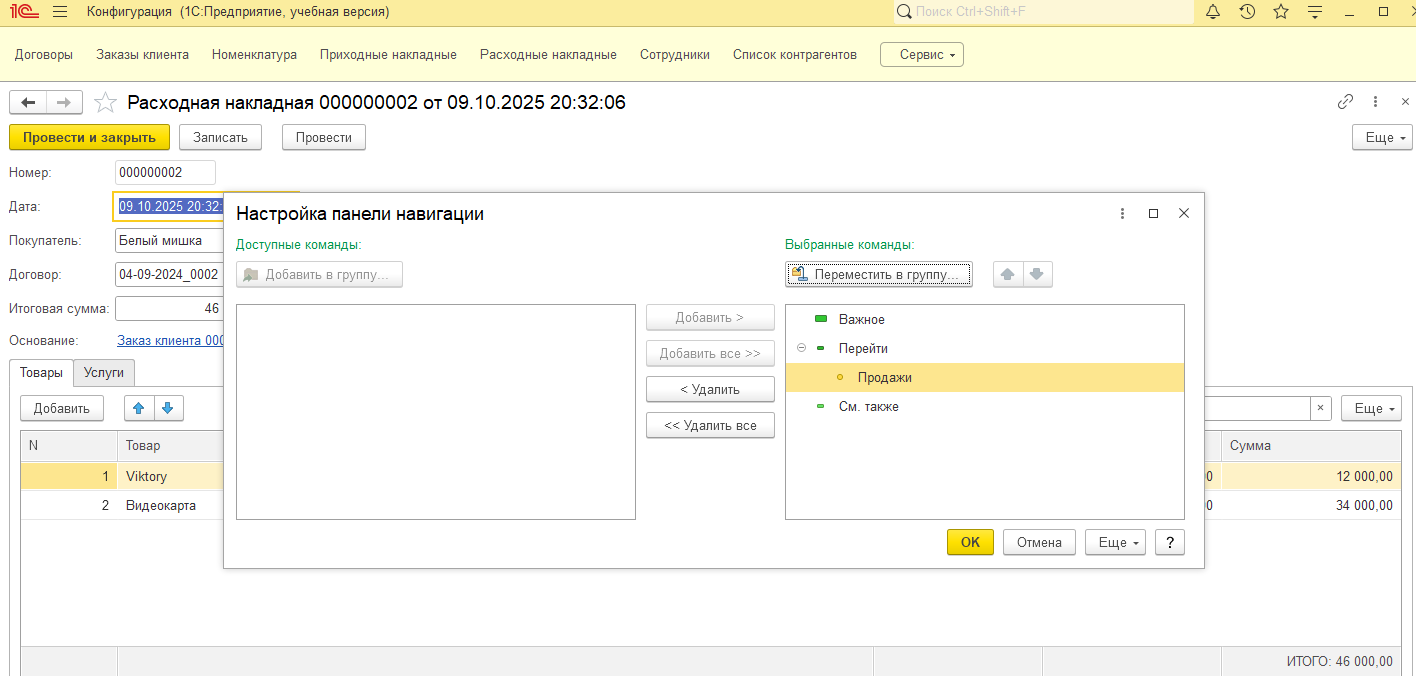 1С Конфигурация (1С:Предприятие, учебная версия) Поиск Ctrl+Shift+F
Договоры Заказы клиента Номенклатура Приходные накладные Расходные накладные Сотрудники Список контрагентов Сервис
Расходная накладная 000000002 от 09.10.2025 20:32:06
Провести и закрыть Записать Провести Еще
Номер: 000000002
Дата: 09.10.2025 20:32:
Покупатель: Белый мишка
Договор: 04-09-2024_0002
Итоговая сумма: 46
Основание: Заказ клиента 000
Товары Услуги
Добавить × Еще
N Товар Сумма
1 Viktory 00 12 000,00
2 Видеокарта 00 34 000,00
ИТОГО: 46 000,00
Настройка панели навигации
Доступные команды: Выбранные команды:
Добавить в группу... Переместить в группу...
Добавить >
Добавить все >>
< Удалить
<< Удалить все
Важное
Перейти
Продажи
См. также
ОК Отмена Еще ?